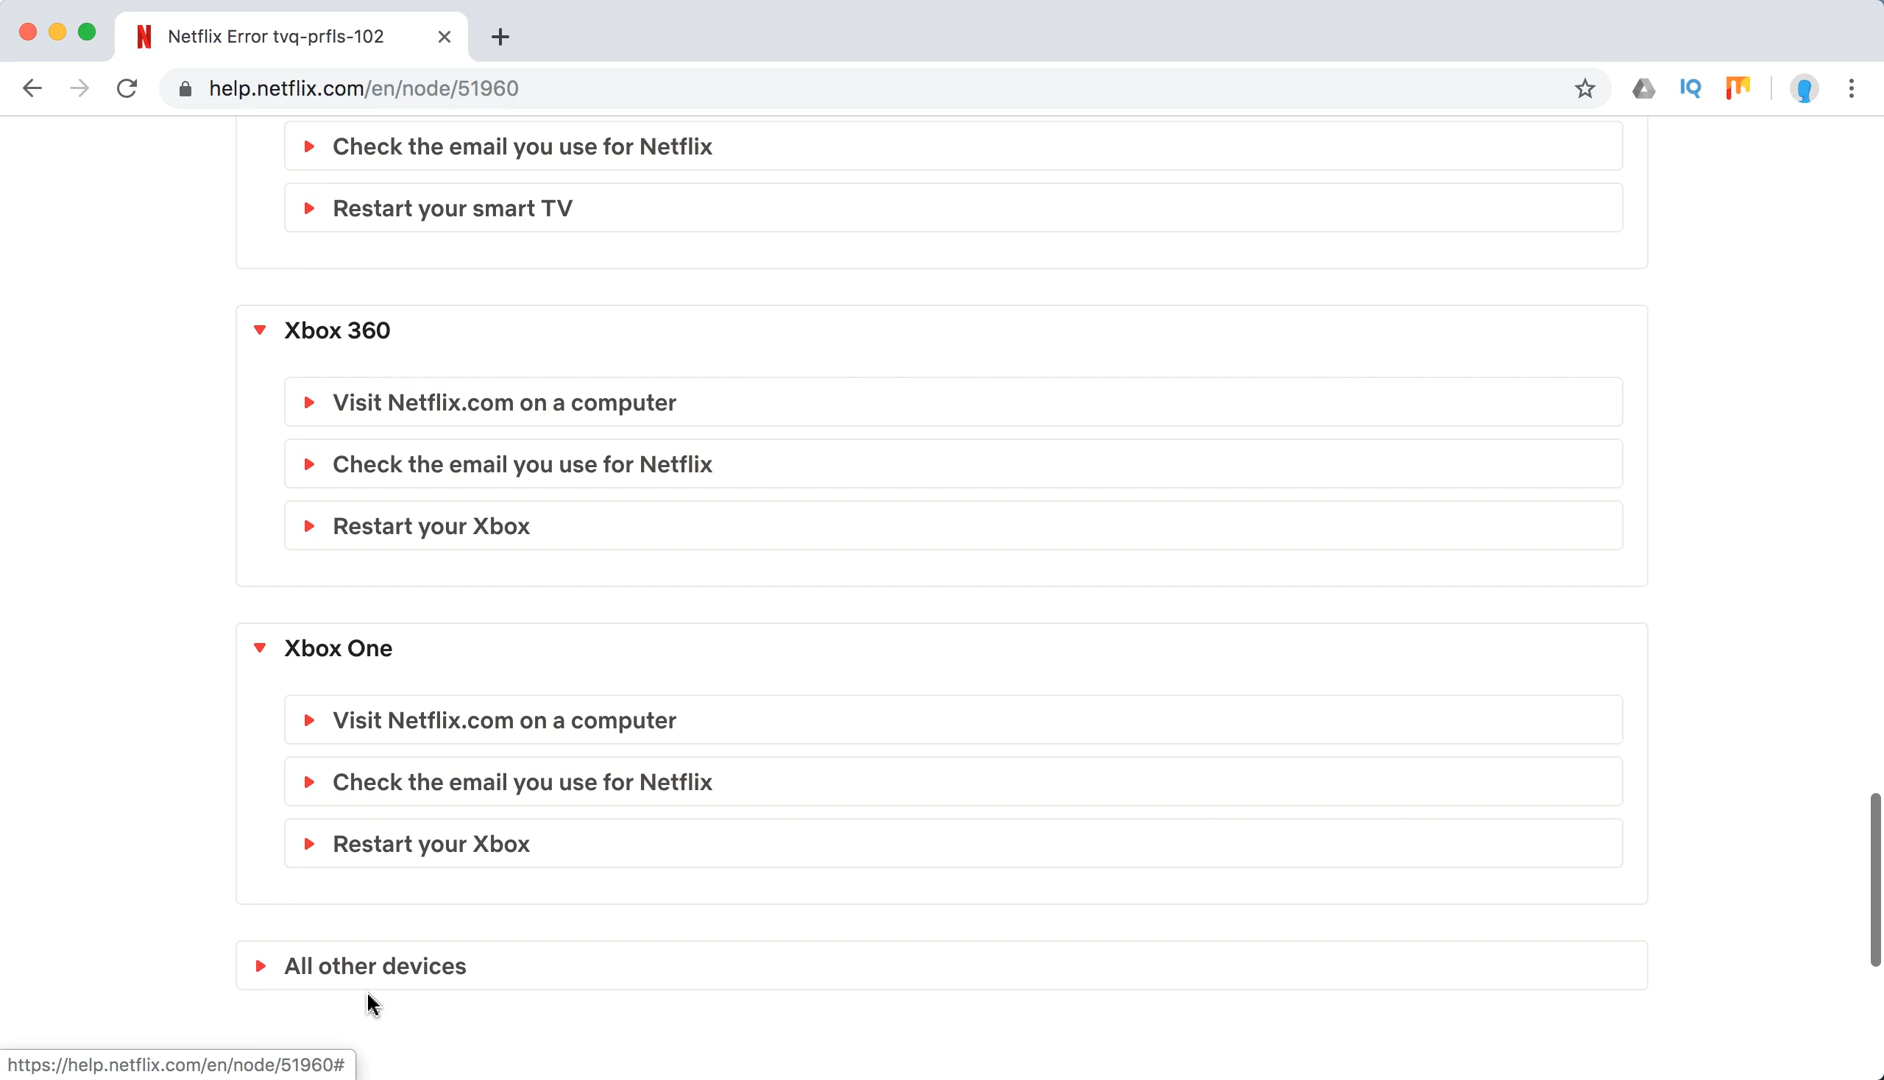 Netflix Error tvq-prfls-102
help.netflix.com/en/node/51960
IQ
Check the email you use for Netflix
Restart your smart TV
Xbox 360
Visit Netflix.com on a computer
Check the email you use for Netflix
Restart your Xbox
Xbox One
Visit Netflix.com on a computer
Check the email you use for Netflix
Restart your Xbox
All other devices
https://help.netflix.com/en/node/51960#